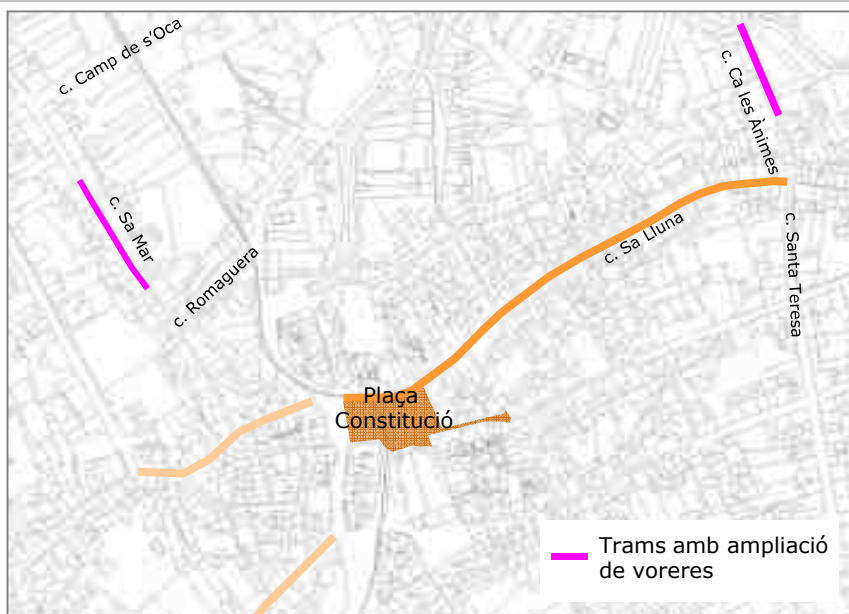 c. Camp de s'Oca
c. Ca les Ànimes
c. Sa Mar
c. Sa Lluna
c. Santa Teresa
c. Romaguera
Plaça
Constitució
Trams amb ampliació
de voreres